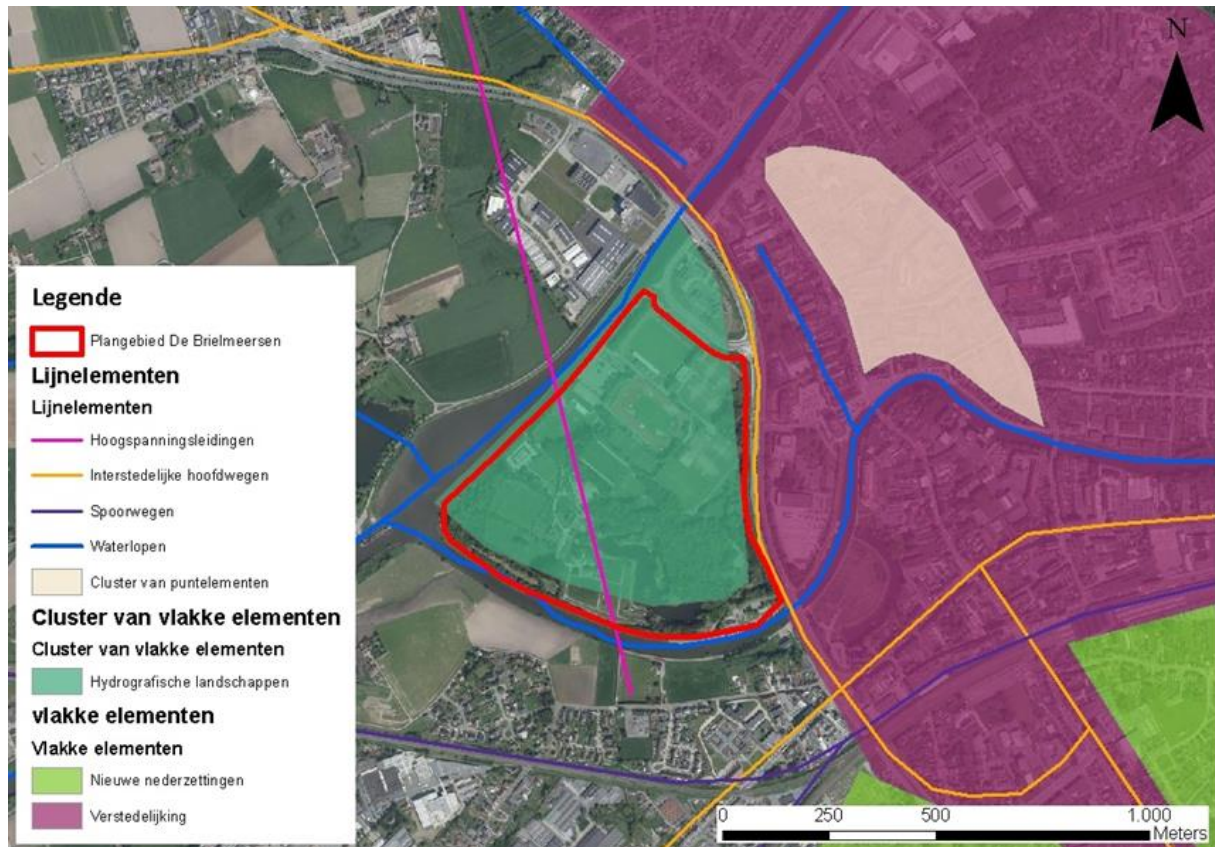 N
Legende
Plangebied De Brielmeersen
Lijnelementen
Lijnelementen
Hoogspanningsleidingen
Interstedelijke hoofdwegen
Spoorwegen
Waterlopen
Cluster van puntelementen
Cluster van vlakke elementen
Cluster van vlakke elementen
Hydrografische landschappen
vlakke elementen
Vlakke elementen
Nieuwe nederzettingen
Verstedelijking
0 250 500 1.000
Meters